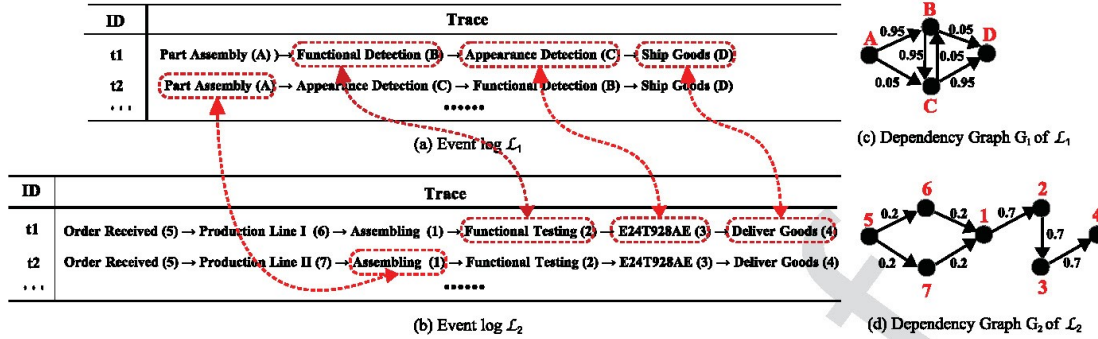 ID Trace
t1 Part Assembly (A) ) → Functional Detection (B) → Appearance Detection (C) → Ship Goods (D)
t2 Part Assembly (A) → Appearance Detection (C) → Functional Detection (B) → Ship Goods (D)
... ......
(a) Event log ℒ₁
ID Trace
t1 Order Received (5) → Production Line I (6) → Assembling (1) → Functional Testing (2) → E24T928AE (3) → Deliver Goods (4)
t2 Order Received (5) → Production Line II (7) → Assembling (1) → Functional Testing (2) → E24T928AE (3) → Deliver Goods (4)
... ......
(b) Event log ℒ₂
B
0.95 0.05
A D
0.95 0.05
0.05 0.95
C
(c) Dependency Graph G₁ of ℒ₁
6 2
0.2 0.2 0.7 4
5 1
0.7
0.2 0.2 0.7
7 3
(d) Dependency Graph G₂ of ℒ₂